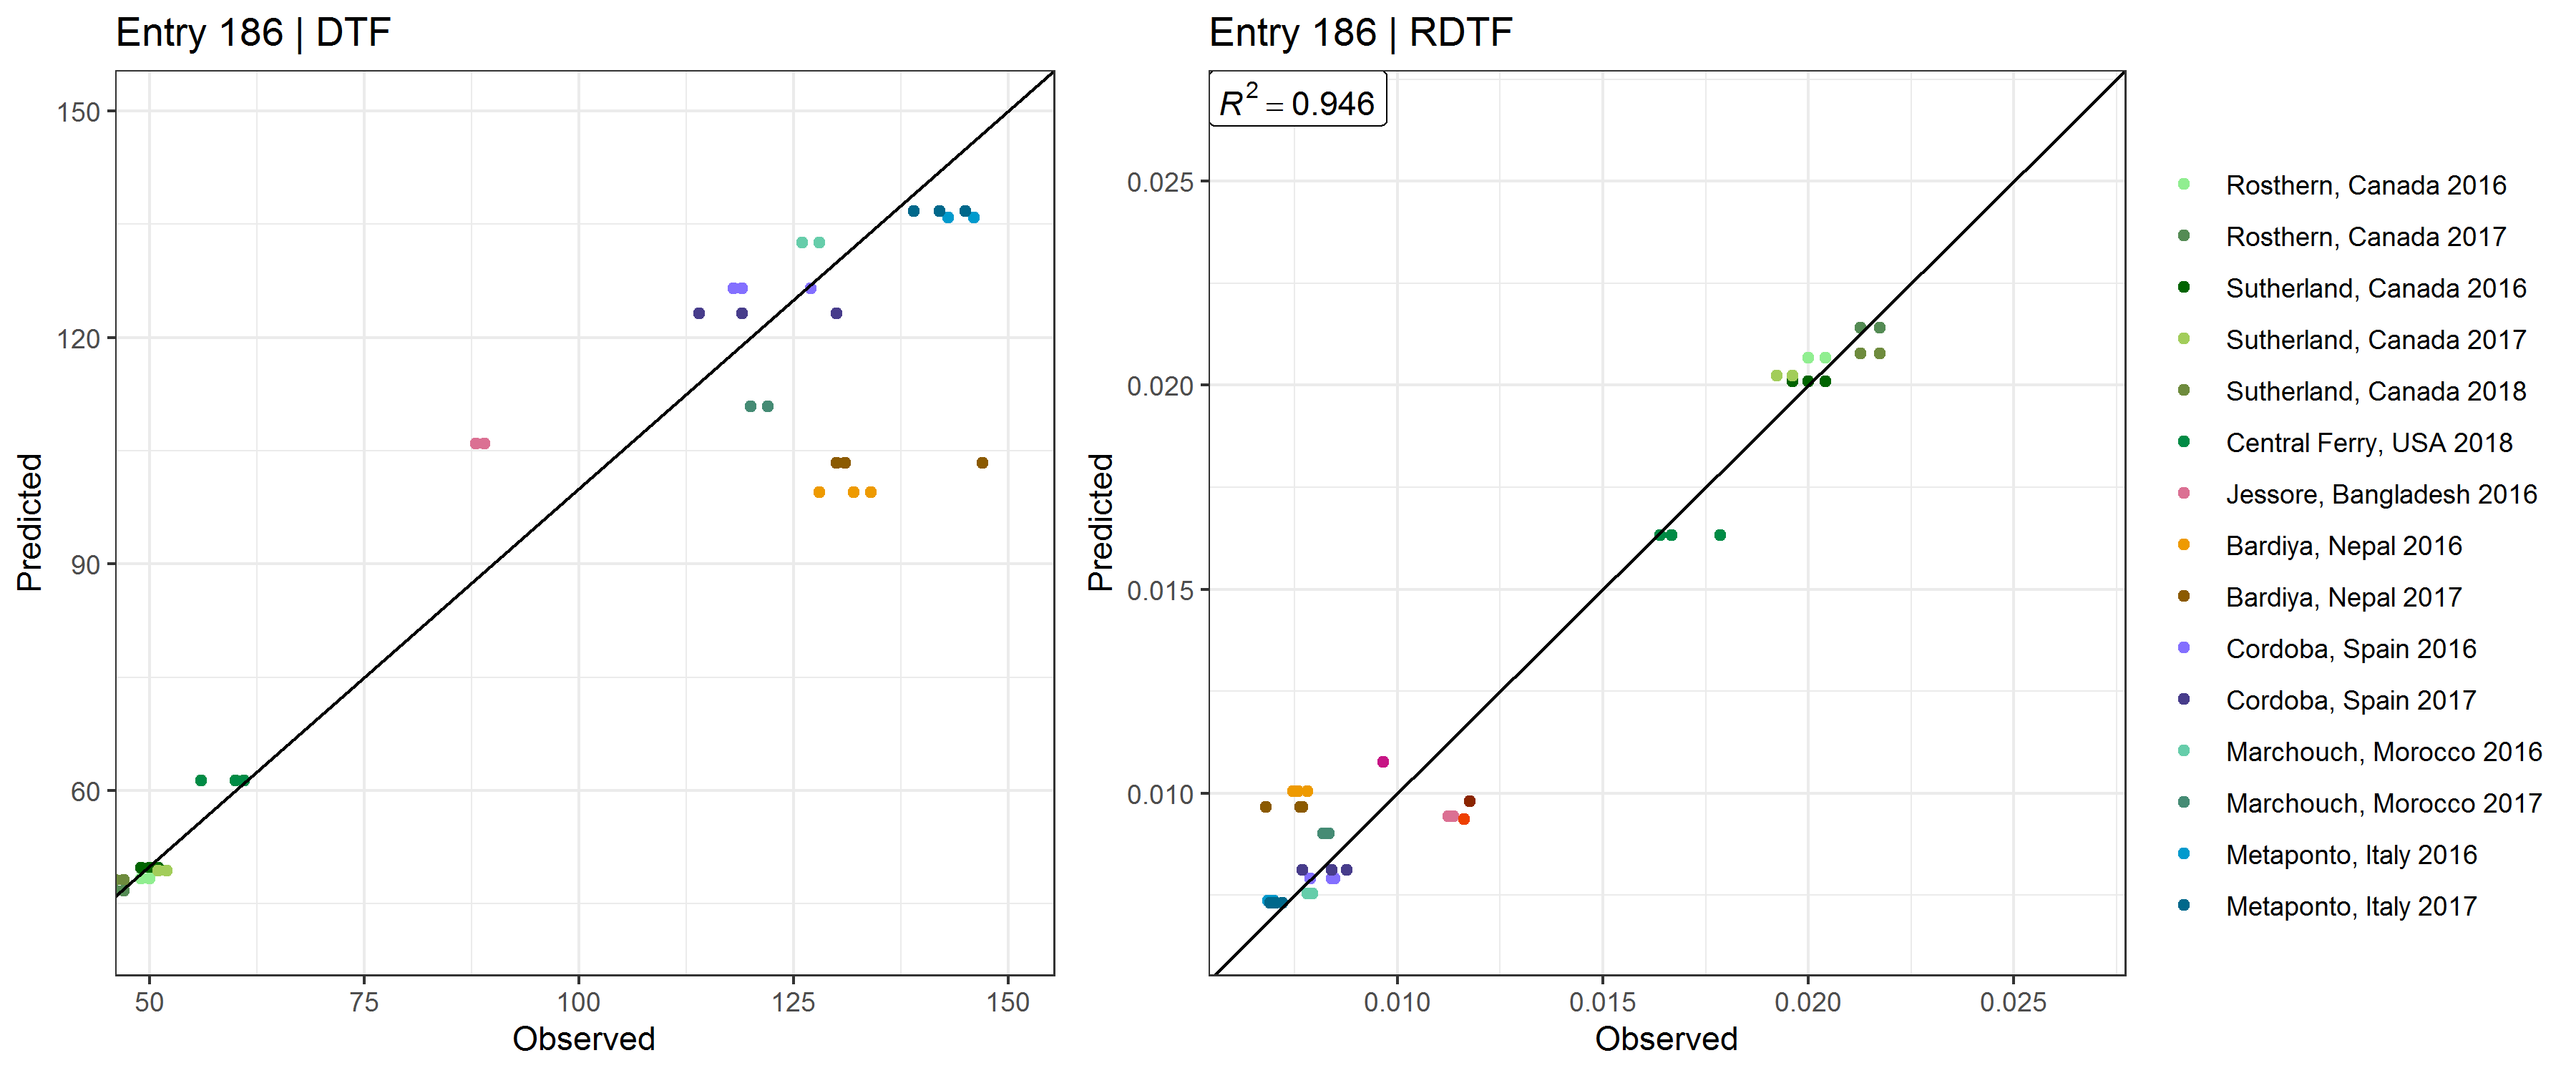 Entry 186 | DTF
150
120
90
60
Predicted
50
75
100
125
150
Observed
Entry 186 | RDTF
R² = 0.946
0.025
0.020
0.015
0.010
Predicted
0.010
0.015
0.020
0.025
Observed
Rosthern, Canada 2016
Rosthern, Canada 2017
Sutherland, Canada 2016
Sutherland, Canada 2017
Sutherland, Canada 2018
Central Ferry, USA 2018
Jessore, Bangladesh 2016
Bardiya, Nepal 2016
Bardiya, Nepal 2017
Cordoba, Spain 2016
Cordoba, Spain 2017
Marchouch, Morocco 2016
Marchouch, Morocco 2017
Metaponto, Italy 2016
Metaponto, Italy 2017